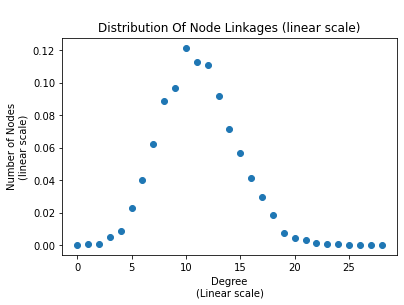 Distribution Of Node Linkages (linear scale)
Number of Nodes
(linear scale)
0.12
0.10
0.08
0.06
0.04
0.02
0.00
0 5 10 15 20 25
Degree
(Linear scale)